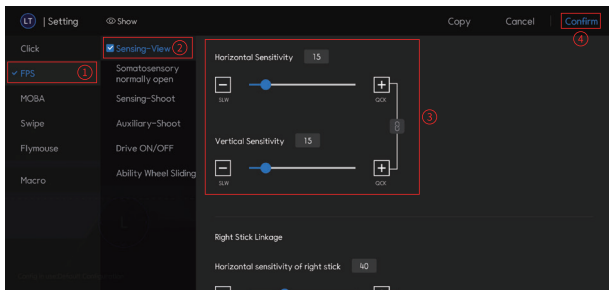 LT | Setting
Show
Copy
Cancel
Confirm
④
Click
FPS
①
MOBA
Swipe
Flymouse
Macro
Sensing-View
②
Somatosensory
normally open
Sensing-Shoot
Auxiliary-Shoot
Drive ON/OFF
Ability Wheel Sliding
Horizontal Sensitivity 15
SLW
QCK
③
Vertical Sensitivity 15
SLW
QCK
Right Stick Linkage
Horizontal sensitivity of right stick 40